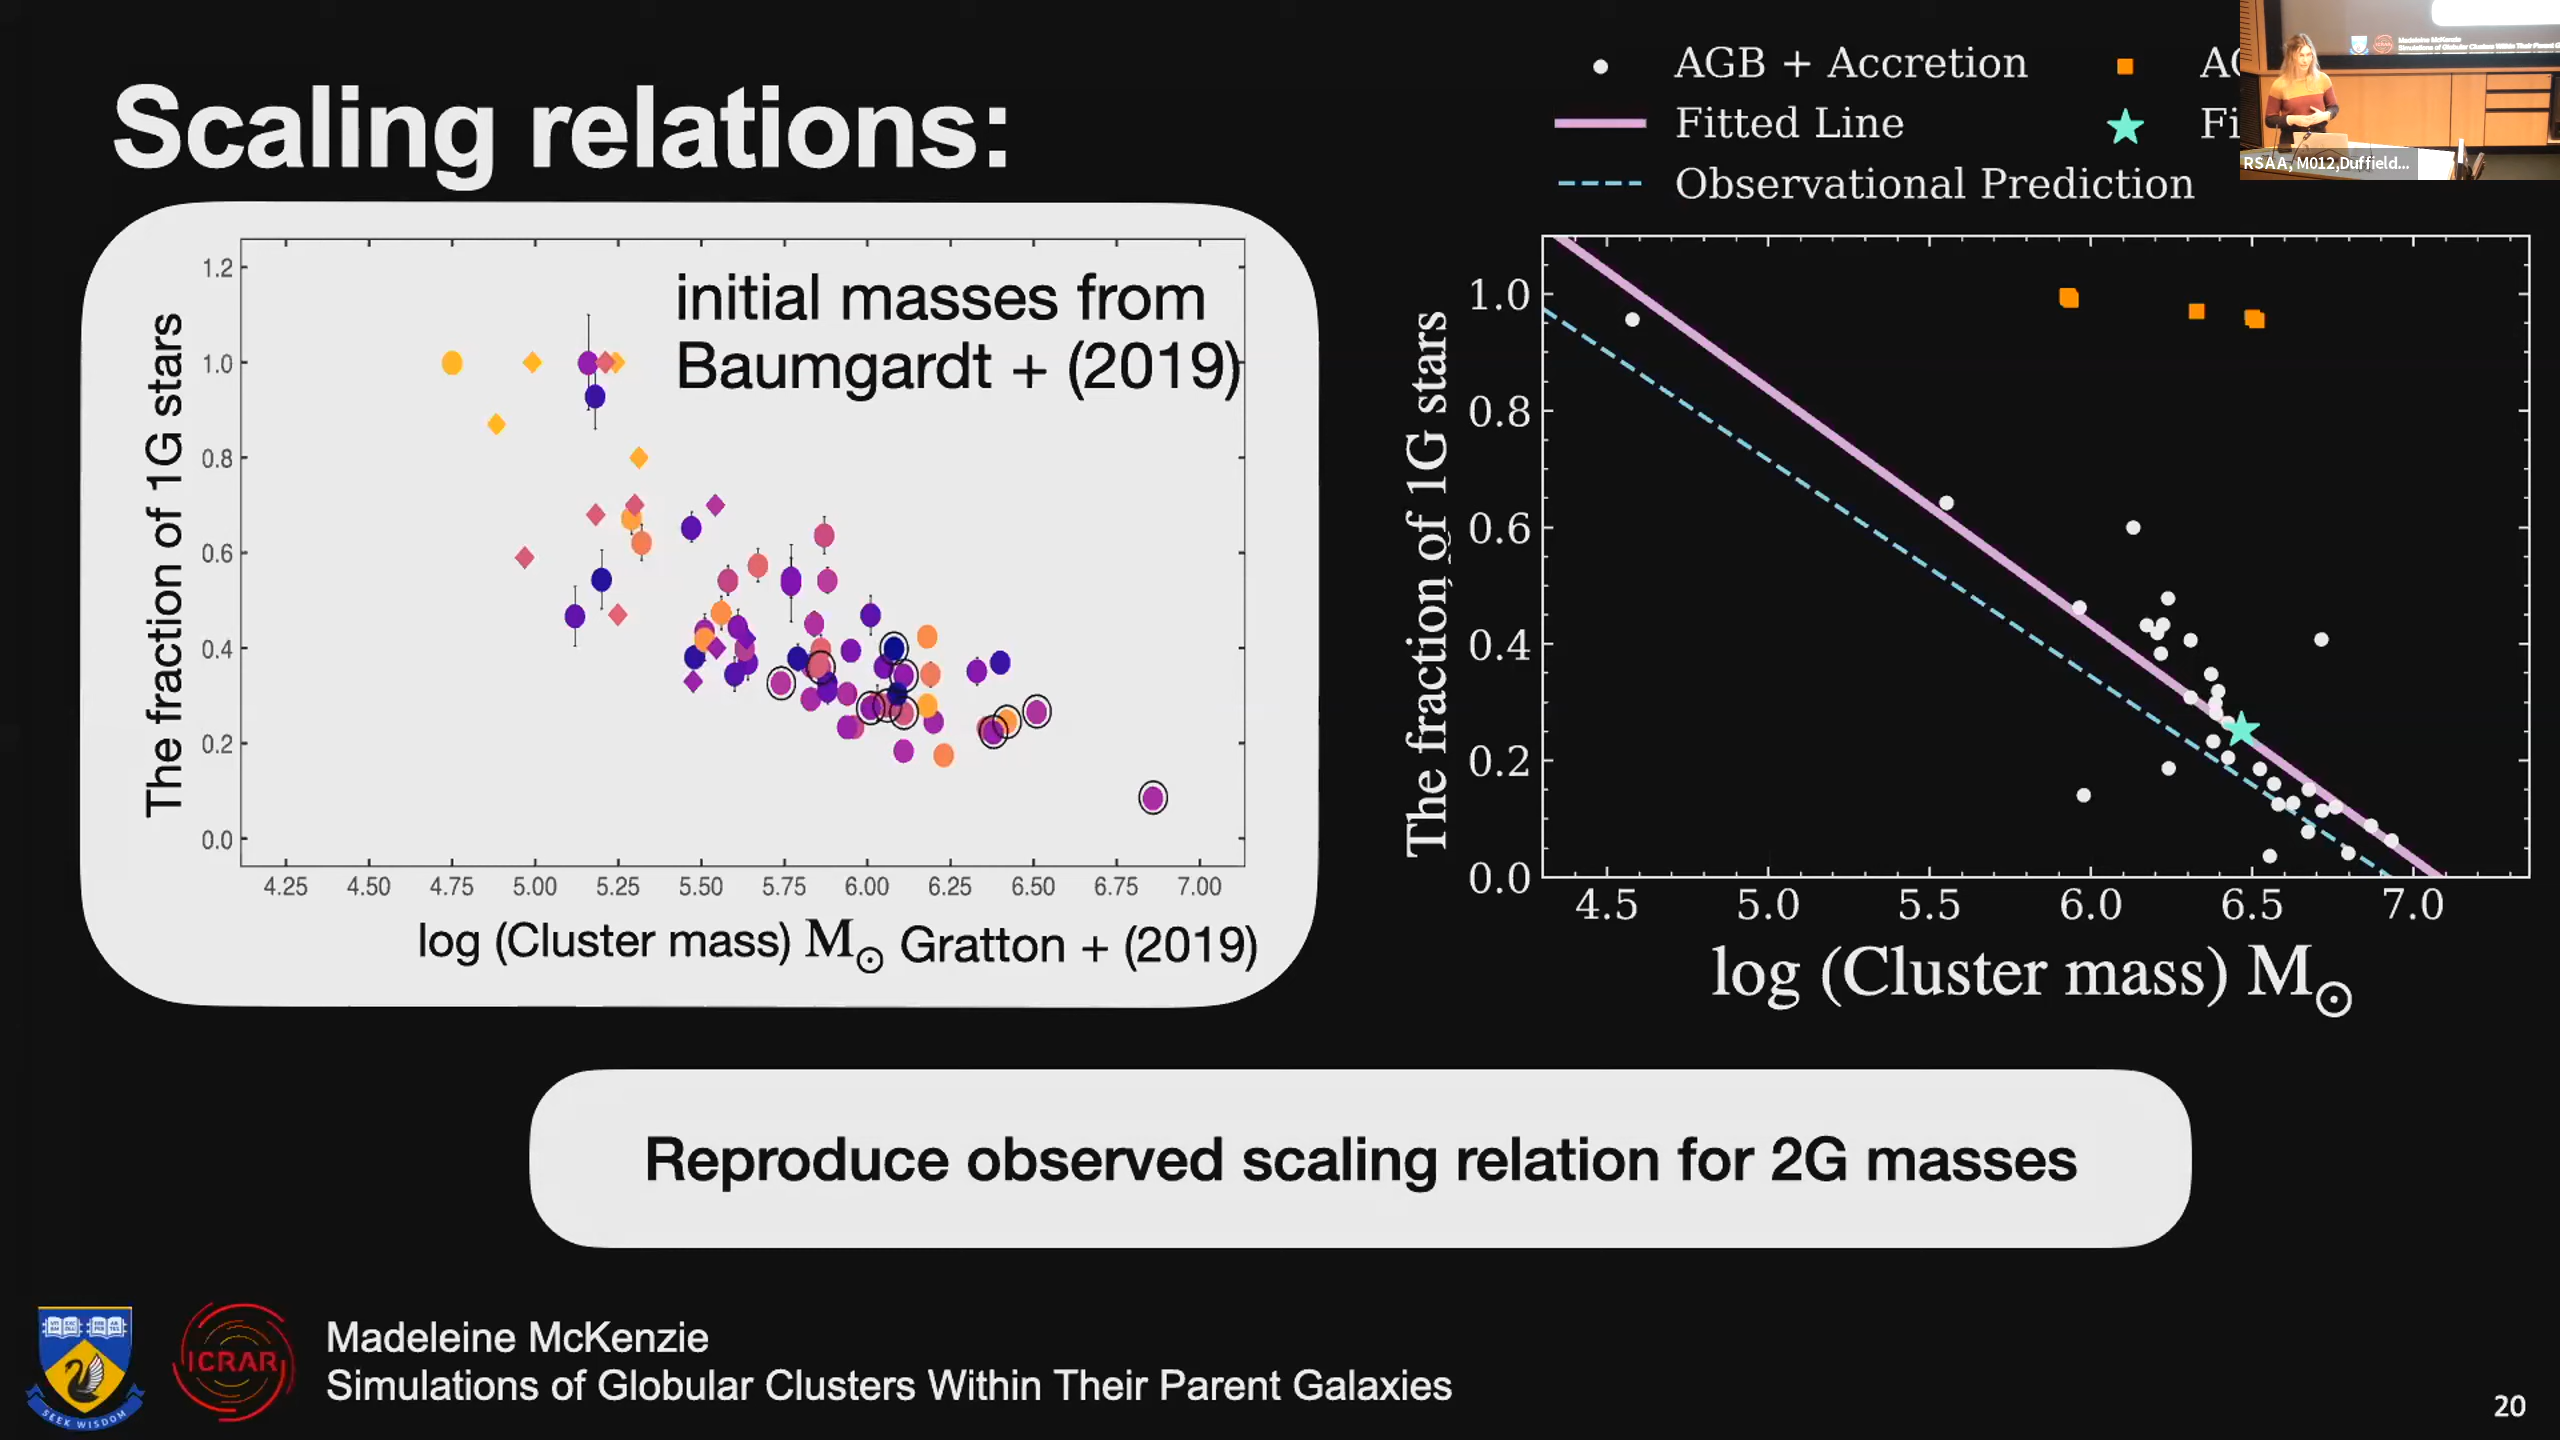 Scaling relations:
AGB + Accretion
Fitted Line
Observational Prediction
RSAA, M012,Duffield...
Madeleine McKenzie
initial masses from
Baumgardt + (2019)
The fraction of 1G stars
1.2
1.0
0.8
0.6
0.4
0.2
0.0
4.25 4.50 4.75 5.00 5.25 5.50 5.75 6.00 6.25 6.50 6.75 7.00
log (Cluster mass) M⊙ Gratton + (2019)
The fraction of 1G stars
1.0
0.8
0.6
0.4
0.2
0.0
4.5 5.0 5.5 6.0 6.5 7.0
log (Cluster mass) M⊙
Reproduce observed scaling relation for 2G masses
SEEK WISDOM
ICRAR
Madeleine McKenzie
Simulations of Globular Clusters Within Their Parent Galaxies
20